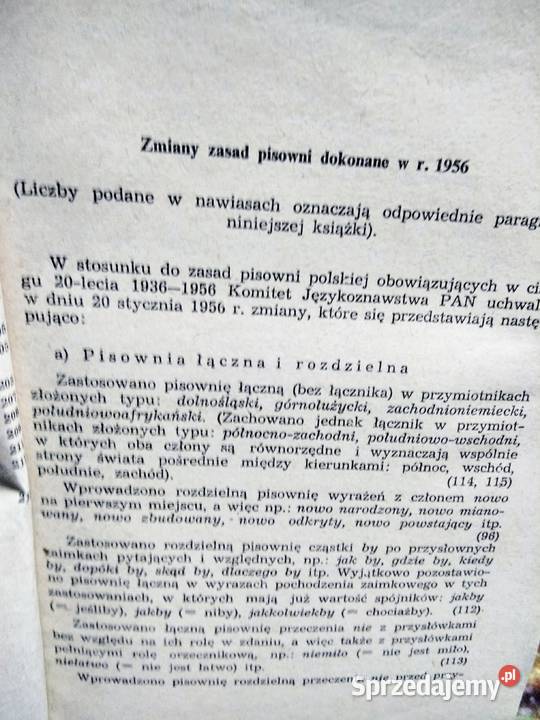 Zmiany zasad pisowni dokonane w r. 1956
(Liczby podane w nawiasach oznaczają odpowiednie parag
niniejszej książki).
W stosunku do zasad pisowni polskiej obowiązujących w cią
gu 20-lecia 1936—1956 Komitet Językoznawstwa PAN uchwal
w dniu 20 stycznia 1956 r. zmiany, które się przedstawiają nastę
pująco:
a) Pisownia łączna i rozdzielna
Zastosowano pisownię łączną (bez łącznika) w przymiotnikach
złożonych typu: dolnośląski, górnołużycki, zachodnioniemiecki,
południowoafrykański. (Zachowano jednak łącznik w przymiot-
nikach złożonych typu: północno-zachodni, południowo-wschodni,
w których oba człony są równorzędne i wyznaczają wspólnie
strony świata pośrednie między kierunkami: północ, wschód,
południe, zachód).
(114, 115)
Wprowadzono rozdzielną pisownię wyrażeń z członem nowo
na pierwszym miejscu, a więc np.: nowo narodzony, nowo miano-
wany, nowo zbudowany, nowo odkryty, nowo powstający itp.
(96)
Zastosowano rozdzielną pisownię cząstki by po przysłownych
zaimkach pytających i względnych, np.: jak by, gdzie by, kiedy
by, dopóki by, skąd by, dlaczego by itp. Wyjątkowo pozostawio-
no pisownię łączną w wyrazach pochodzenia zaimkowego w tych
zastosowaniach, w których mają już wartość spójników: jakby
(= jeśliby), jakby (= niby), jakkolwiekby (= chociażby). (112)
Zastosowano łączną pisownię przeczenia nie z przysłówkami
bez względu na ich rolę w zdaniu, a więc także z przysłówkami
pełniącymi rolę orzecznikową, np.: niemiło (= nie jest miło),
niełatwo (= nie jest łatwo) itp.
(113)
Wprowadzono pisownię rozdzielną przeczenia nie przed przy-
Sprzedajemy.pl